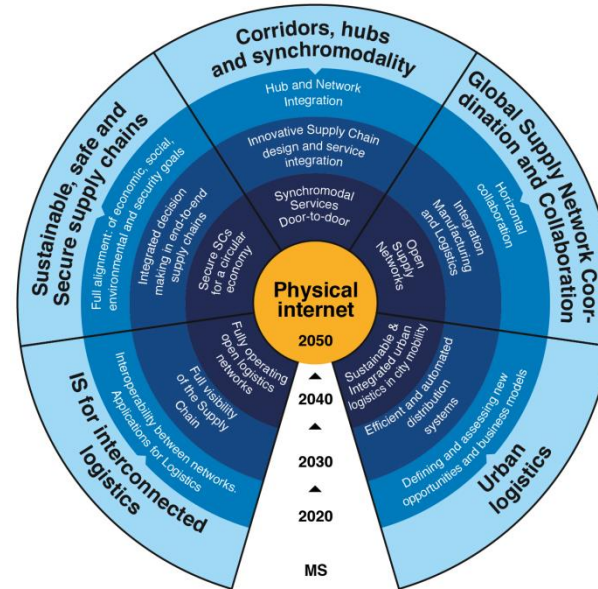 Corridors, hubs
and synchromodality
Hub and Network
Integration
Innovative Supply Chain
design and service
integration
Synchromodal
Services
Door-to-door
Sustainable, safe and
Secure supply chains
Full alignment: of economic, social,
environmental and security goals
Integrated decision
making in end-to-end
supply chains
Secure SCs
for a circular
economy
Global Supply Network Coor-
dination and Collaboration
Horizontal
collaboration
Integration
Manufacturing
and Logistics
Open
Supply
Networks
Physical
internet
2050
IS for interconnected
logistics
Interoperability between networks.
Applications for Logistics
Full visibility
of the Supply
Chain
Fully operating
open logistics
networks
Sustainable &
Integrated urban
logistics in city mobility
Efficient and automated
distribution
systems
Defining and assessing new
opportunities and business models
Urban
logistics
2040
2030
2020
MS